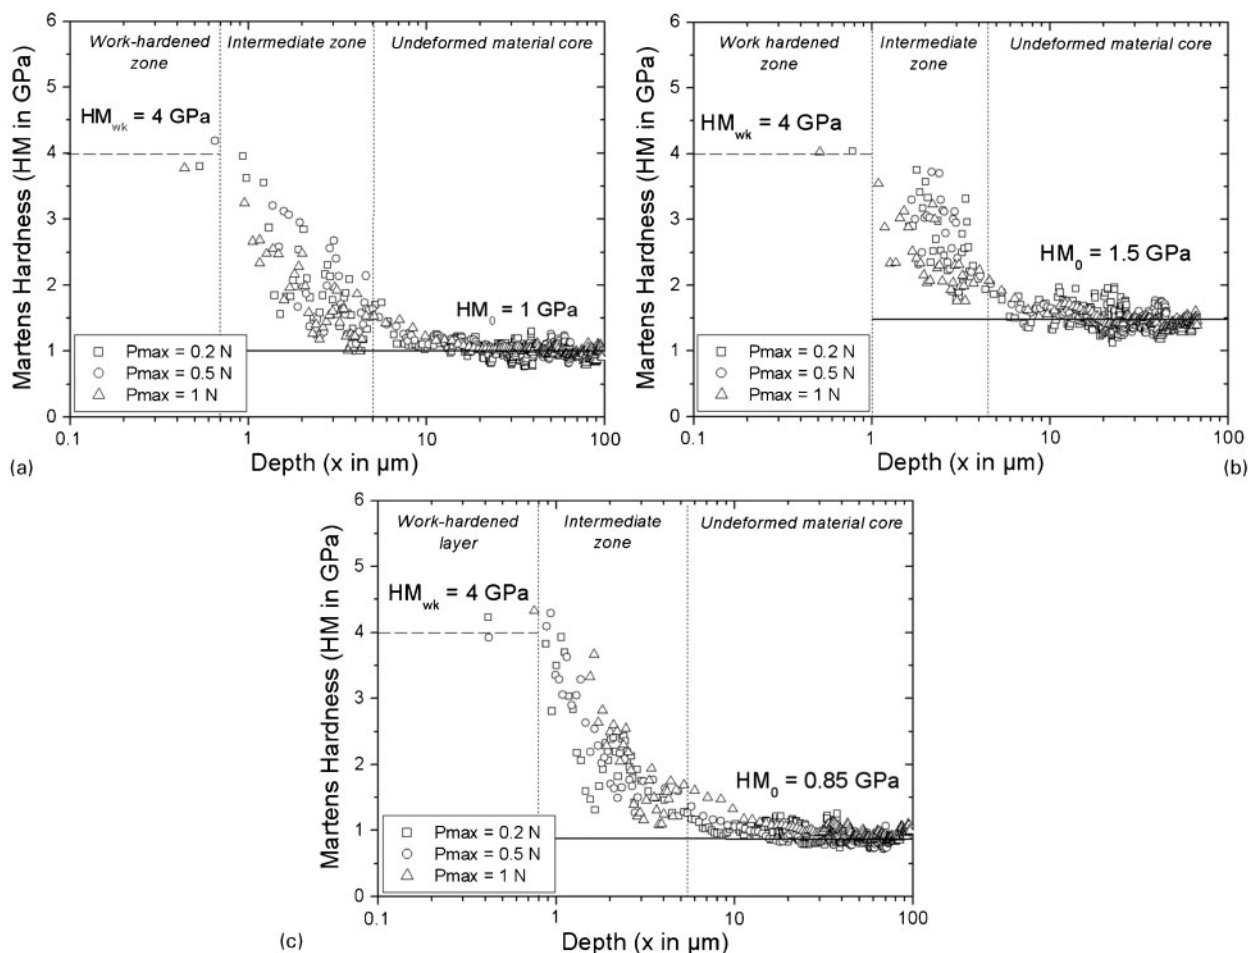 6
5
4
3
2
1
0
Martens Hardness (HM in GPa)
Work-hardened
zone
Intermediate zone
Undeformed material core
HMwk = 4 GPa
HM0 = 1 GPa
Pmax = 0.2 N
Pmax = 0.5 N
Pmax = 1 N
0.1
1
10
100
Depth (x in µm)
(a)
6
5
4
3
2
1
0
Martens Hardness (HM in GPa)
Work hardened
zone
Intermediate
zone
Undeformed material core
HMwk = 4 GPa
HM0 = 1.5 GPa
Pmax = 0.2 N
Pmax = 0.5 N
Pmax = 1 N
0.1
1
10
100
Depth (x in µm)
(b)
6
5
4
3
2
1
0
Martens Hardness (HM in GPa)
Work-hardened
layer
Intermediate
zone
Undeformed material core
HMwk = 4 GPa
HM0 = 0.85 GPa
Pmax = 0.2 N
Pmax = 0.5 N
Pmax = 1 N
0.1
1
10
100
Depth (x in µm)
(c)